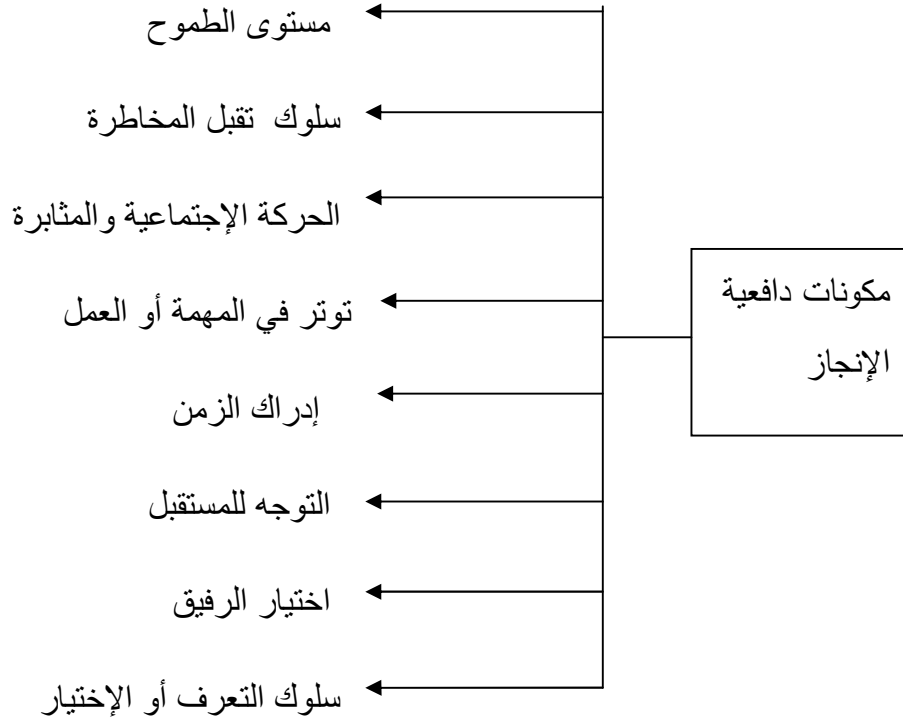 مستوى الطموح
سلوك تقبل المخاطرة
الحركة الإجتماعية والمثابرة
توتر في المهمة أو العمل
إدراك الزمن
التوجه للمستقبل
اختيار الرفيق
سلوك التعرف أو الإختيار
مكونات دافعية
الإنجاز